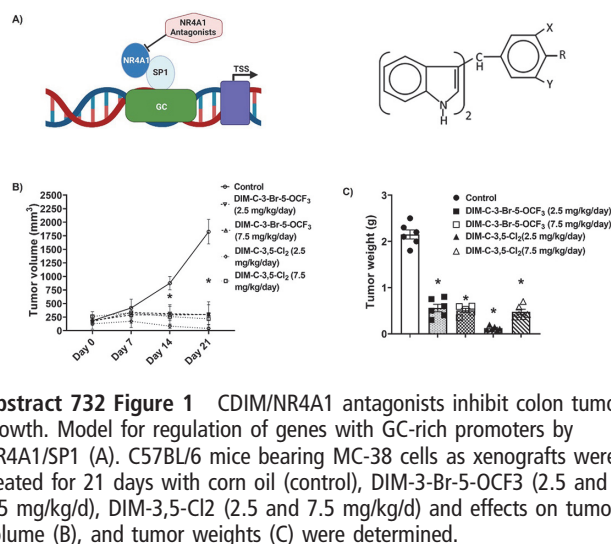 A)
NR4A1
Antagonists
NR4A1
SP1
TSS
GC
X
R
Y
C
H
N
H
2
B)
Tumor volume (mm³)
2500
2250
2000
1750
1500
1250
1000
750
500
250
0
Day 0
Day 7
Day 14
Day 21
*
*
Control
DIM-C-3-Br-5-OCF₃
(2.5 mg/kg/day)
DIM-C-3-Br-5-OCF₃
(7.5 mg/kg/day)
DIM-C-3,5-Cl₂ (2.5
mg/kg/day)
DIM-C-3,5-Cl₂ (7.5
mg/kg/day)
C)
Tumor weight (g)
3
2
1
0
*
*
*
*
Control
DIM-C-3-Br-5-OCF₃ (2.5 mg/kg/day)
DIM-C-3-Br-5-OCF₃ (7.5 mg/kg/day)
DIM-C-3,5-Cl₂(2.5 mg/kg/day)
DIM-C-3,5-Cl₂(7.5 mg/kg/day)
bstract 732 Figure 1 CDIM/NR4A1 antagonists inhibit colon tumo
owth. Model for regulation of genes with GC-rich promoters by
R4A1/SP1 (A). C57BL/6 mice bearing MC-38 cells as xenografts were
eated for 21 days with corn oil (control), DIM-3-Br-5-OCF3 (2.5 and
5 mg/kg/d), DIM-3,5-Cl2 (2.5 and 7.5 mg/kg/d) and effects on tumo
olume (B), and tumor weights (C) were determined.